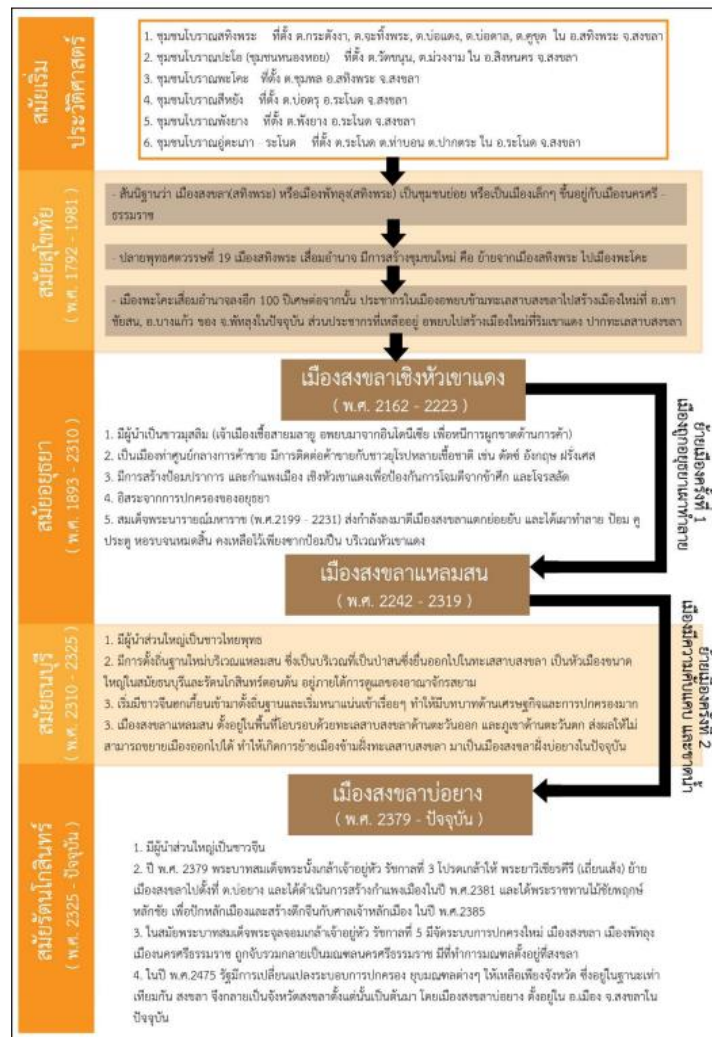 สมัยเริ่ม
ประวัติศาสตร์
1. ชุมชนโบราณสทิงพระ ที่ตั้ง ต.กระดังงา, ต.จะทิ้งพระ, ต.บ่อแดง, ต.บ่อดาล, ต.คูขุด ใน อ.สทิงพระ จ.สงขลา
2. ชุมชนโบราณปะโอ (ชุมชนหนองหอย) ที่ตั้ง ต.วัดขนุน, ต.ม่วงงาม ใน อ.สิงหนคร จ.สงขลา
3. ชุมชนโบราณพะโคะ ที่ตั้ง ต.ชุมพล อ.สทิงพระ จ.สงขลา
4. ชุมชนโบราณสีหยัง ที่ตั้ง ต.บ่อตรุ อ.ระโนด จ.สงขลา
5. ชุมชนโบราณพังยาง ที่ตั้ง ต.พังยาง อ.ระโนด จ.สงขลา
6. ชุมชนโบราณอู่ตะเภา - ระโนด ที่ตั้ง ต.ระโนด ต.ท่าบอน ต.ปากตระ ใน อ.ระโนด จ.สงขลา
สมัยสุโขทัย
( พ.ศ. 1792 - 1981 )
- สันนิฐานว่า เมืองสงขลา(สทิงพระ) หรือเมืองพัทลุง(สทิงพระ) เป็นชุมชนย่อย หรือเป็นเมืองเล็กๆ ขึ้นอยู่กับเมืองนครศรี -
ธรรมราช
- ปลายพุทธศตวรรษที่ 19 เมืองสทิงพระ เสื่อมอำนาจ มีการสร้างชุมชนใหม่ คือ ย้ายจากเมืองสทิงพระ ไปเมืองพะโคะ
- เมืองพะโคะเสื่อมอำนาจลงอีก 100 ปีเศษต่อจากนั้น ประชากรในเมืองอพยบข้ามทะเลสาบสงขลาไปสร้างเมืองใหม่ที่ อ.เขา
ชัยสน, อ.บางแก้ว ของ จ.พัทลุงในปัจจุบัน ส่วนประชากรที่เหลืออยู่ อพยบไปสร้างเมืองใหม่ที่ริมเขาแดง ปากทะเลสาบสงขลา
สมัยอยุธยา
( พ.ศ. 1893 - 2310 )
เมืองสงขลาเชิงหัวเขาแดง
( พ.ศ. 2162 - 2223 )
1. มีผู้นำเป็นชาวมุสลิม (เจ้าเมืองเชื้อสายมลายู อพยบมาจากอินโดนีเซีย เพื่อหนีการผูกขาดด้านการค้า)
2. เป็นเมืองท่าศูนย์กลางการค้าขาย มีการติดต่อค้าขายกับชาวยุโรปหลายเชื้อชาติ เช่น ดัตช์ อังกฤษ ฝรั่งเศส
3. มีการสร้างป้อมปราการ และกำแพงเมือง เชิงหัวเขาแดงเพื่อป้องกันการโจมตีจากข้าศึก และโจรสลัด
4. อิสระจากการปกครองของอยุธยา
5. สมเด็จพระนารายณ์มหาราช (พ.ศ.2199 - 2231) ส่งกำลังลงมาตีเมืองสงขลาแตกย่อยยับ และได้เผาทำลาย ป้อม คู
ประตู หอรบจนหมดสิ้น คงเหลือไว้เพียงซากป้อมปืน บริเวณหัวเขาแดง
ย้ายเมืองครั้งที่ 1
เมืองถูกอยุธยาเผาทำลาย
เมืองสงขลาแหลมสน
( พ.ศ. 2242 - 2319 )
สมัยธนบุรี
( พ.ศ. 2310 - 2325 )
1. มีผู้นำส่วนใหญ่เป็นชาวไทยพุทธ
2. มีการตั้งถิ่นฐานใหม่บริเวณแหลมสน ซึ่งเป็นบริเวณที่เป็นป่าสนซึ่งยื่นออกไปในทะเลสาบสงขลา เป็นหัวเมืองขนาด
ใหญ่ในสมัยธนบุรีและรัตนโกสินทร์ตอนต้น อยู่ภายใต้การดูแลของอาณาจักรสยาม
3. เริ่มมีชาวจีนฮกเกี้ยนเข้ามาตั้งถิ่นฐานและเริ่มหนาแน่นเข้าเรื่อยๆ ทำให้มีบทบาทด้านเศรษฐกิจและการปกครองมาก
3. เมืองสงขลาแหลมสน ตั้งอยู่ในพื้นที่โอบรอบด้วยทะเลสาบสงขลาด้านตะวันออก และภูเขาด้านตะวันตก ส่งผลให้ไม่
สามารถขยายเมืองออกไปได้ ทำให้เกิดการย้ายเมืองข้ามฝั่งทะเลสาบสงขลา มาเป็นเมืองสงขลาฝั่งบ่อยางในปัจจุบัน
ย้ายเมืองครั้งที่ 2
เมืองมีความคับแคบ และขาดน้ำ
เมืองสงขลาบ่อยาง
( พ.ศ. 2379 - ปัจจุบัน )
สมัยรัตนโกสินทร์
( พ.ศ. 2325 - ปัจจุบัน )
1. มีผู้นำส่วนใหญ่เป็นชาวจีน
2. ปี พ.ศ. 2379 พระบาทสมเด็จพระนั่งเกล้าเจ้าอยู่หัว รัชกาลที่ 3 โปรดเกล้าให้ พระยาวิเชียรคีรี (เถี่ยนเส้ง) ย้าย
เมืองสงขลาไปตั้งที่ ต.บ่อยาง และได้ดำเนินการสร้างกำแพงเมืองในปี พ.ศ.2381 และได้พระราชทานไม้ชัยพฤกษ์
หลักชัย เพื่อปักหลักเมืองและสร้างตึกจีนกับศาลเจ้าหลักเมือง ในปี พ.ศ.2385
3. ในสมัยพระบาทสมเด็จพระจุลจอมเกล้าเจ้าอยู่หัว รัชกาลที่ 5 มีจัดระบบการปกครองใหม่ เมืองสงขลา เมืองพัทลุง
เมืองนครศรีธรรมราช ถูกจับรวมกลายเป็นมณฑลนครศรีธรรมราช มีที่ทำการมณฑลตั้งอยู่ที่สงขลา
4. ในปี พ.ศ.2475 รัฐมีการเปลี่ยนแปลงระบอบการปกครอง ยุบมณฑลต่างๆ ให้เหลือเพียงจังหวัด ซึ่งอยู่ในฐานะเท่า
เทียมกัน สงขลา จึงกลายเป็นจังหวัดสงขลาตั้งแต่นั้นเป็นต้นมา โดยเมืองสงขลาบ่อยาง ตั้งอยู่ใน อ.เมือง จ.สงขลาใน
ปัจจุบัน